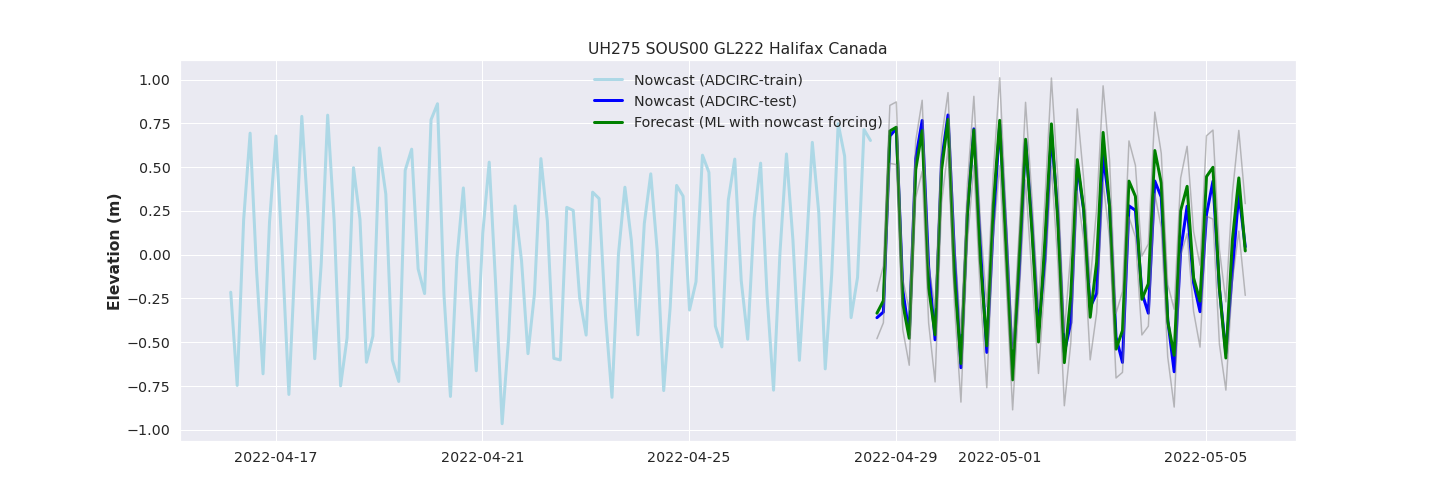 UH275 SOUS00 GL222 Halifax Canada
Nowcast (ADCIRC-train)
Nowcast (ADCIRC-test)
Forecast (ML with nowcast forcing)
Elevation (m)
1.00
0.75
0.50
0.25
0.00
−0.25
−0.50
−0.75
−1.00
2022-04-17 2022-04-21 2022-04-25 2022-04-29 2022-05-01 2022-05-05